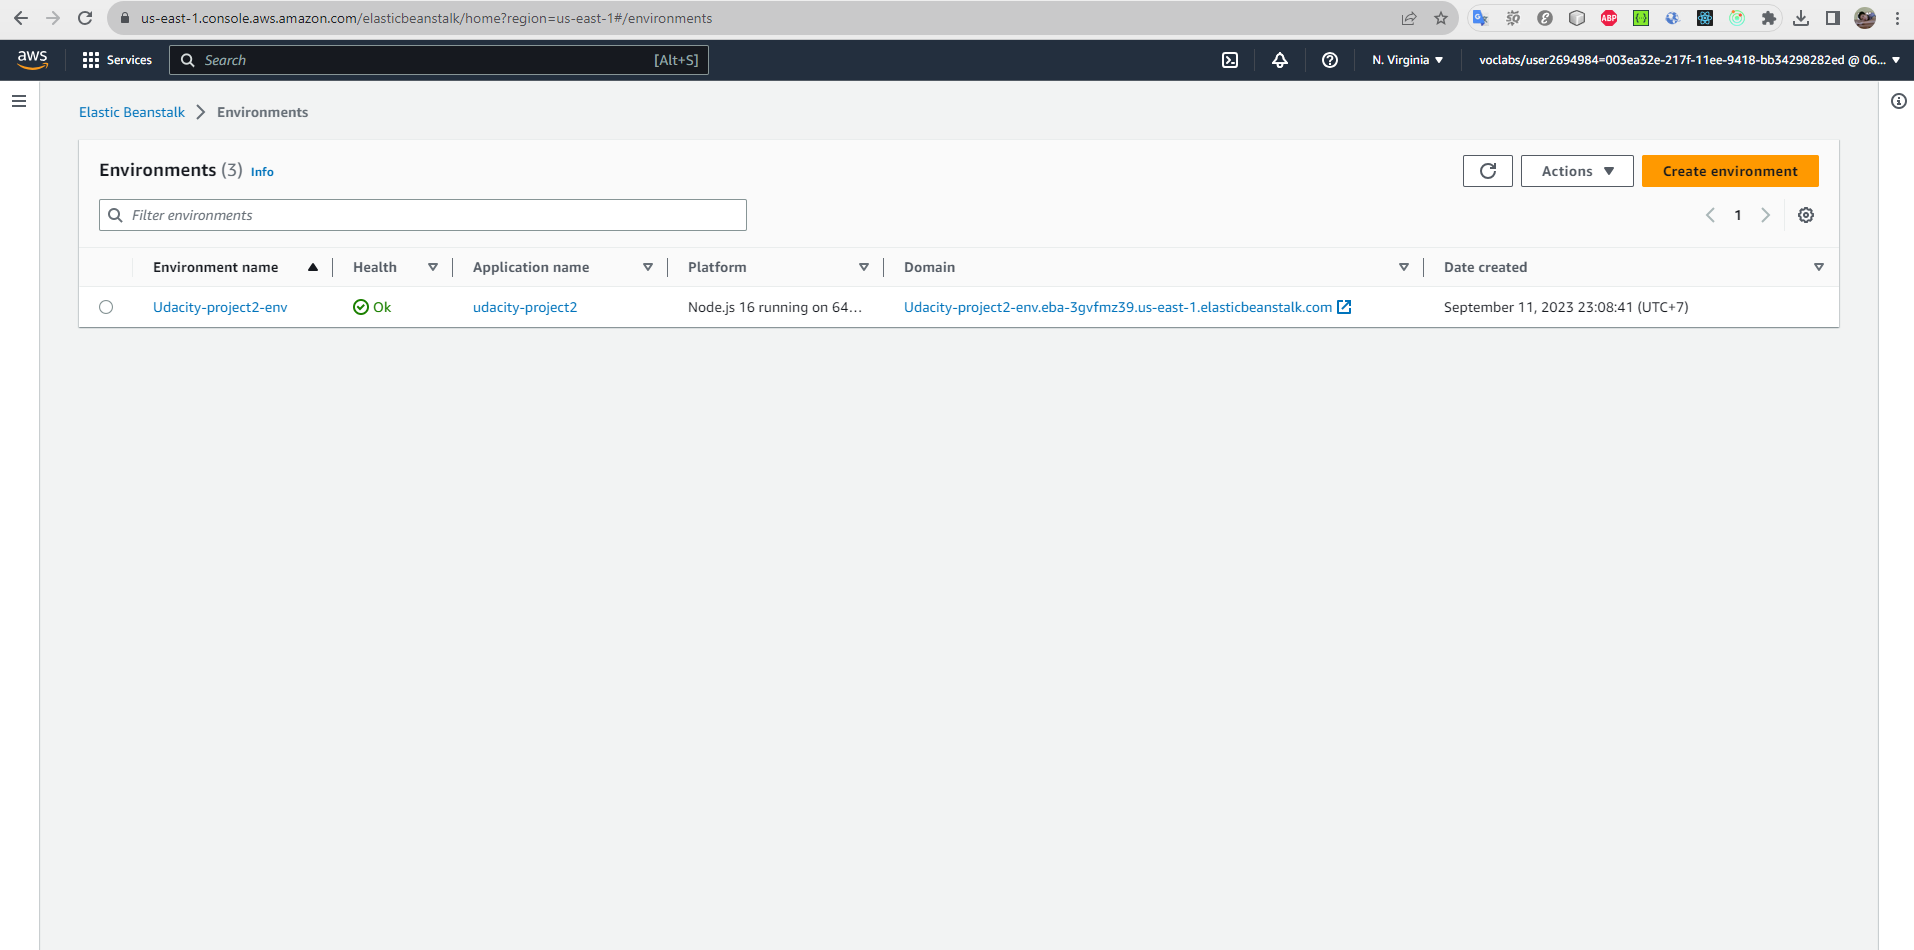 us-east-1.console.aws.amazon.com/elasticbeanstalk/home?region=us-east-1#/environments
ABP
aws Services Search [Alt+S] N. Virginia voclabs/user2694984=003ea32e-217f-11ee-9418-bb34298282ed @ 06...
Elastic Beanstalk Environments
Environments (3) Info Actions Create environment
Filter environments 1
Environment name Health Application name Platform Domain Date created
Udacity-project2-env Ok udacity-project2 Node.js 16 running on 64... Udacity-project2-env.eba-3gvfmz39.us-east-1.elasticbeanstalk.com September 11, 2023 23:08:41 (UTC+7)